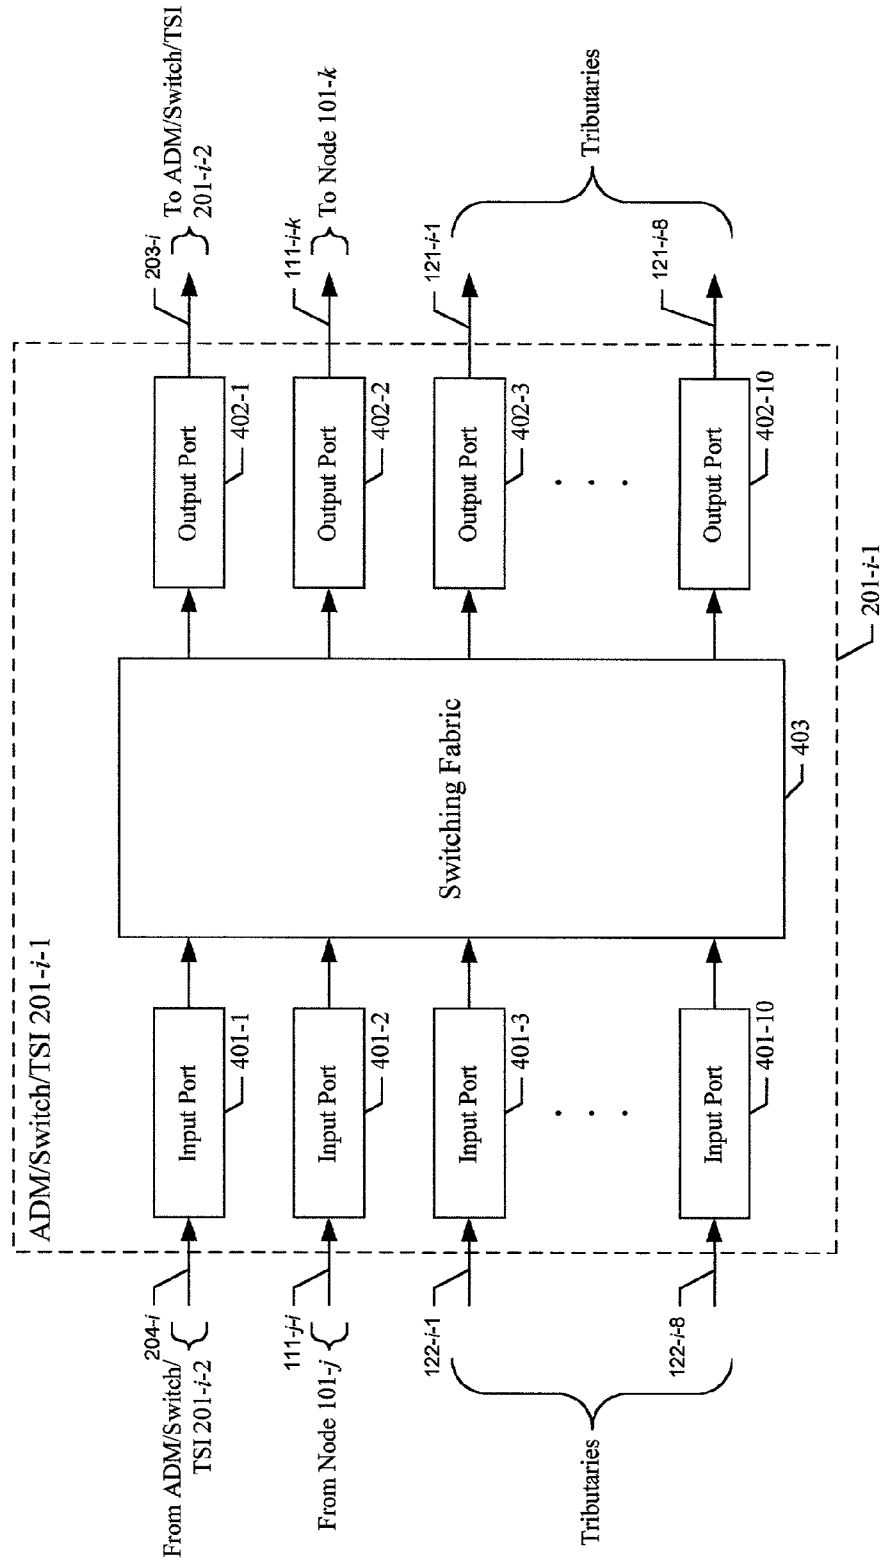 ADM/Switch/TSI 201-i-1
From ADM/Switch/
TSI 201-i-2
204-i
Input Port
401-1
Output Port
402-1
203-i
To ADM/Switch/TSI
201-i-2
From Node 101-j
111-j-i
Input Port
401-2
Output Port
402-2
111-i-k
To Node 101-k
Switching Fabric
403
122-i-1
Input Port
401-3
Output Port
402-3
121-i-1
Tributaries
. . .
. . .
Tributaries
122-i-8
Input Port
401-10
Output Port
402-10
121-i-8
201-i-1